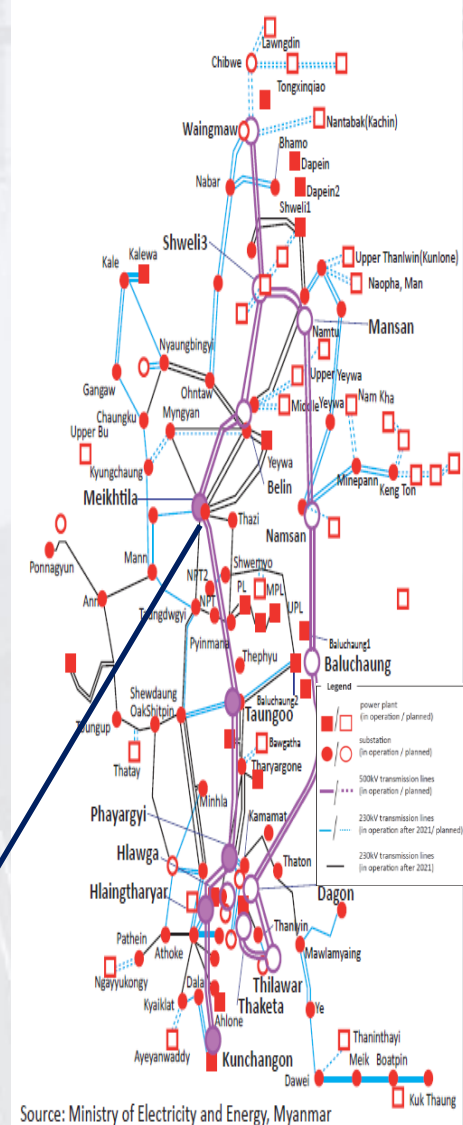 Lawngdin
Chibwe
Tongxinqiao
Waingmaw
Nantabak(Kachin)
Bhamo
Dapein
Nabar
Dapein2
Shweli1
Shweli3
Upper Thanlwin(Kunlone)
Kalewa
Kale
Naopha, Man
Mansan
Nyaungbingyi
Namtu
Ohntaw
Upper Yeywa
Gangaw
Middle Yeywa
Nam Kha
Chaungku
Myngyan
Upper Bu
Kyungchaung
Yeywa
Minepann
Keng Ton
Belin
Meikhtila
Namsan
Thazi
Ponnagyun
Mann
Shwemyo
NPT2
PL
MPL
Ann
Taungdwgyi
NPT
UPL
Pyinmana
Baluchaung1
Thephyu
Baluchaung
Shewdaung
Baluchaung2
Legend
Taungup
OakShitpin
Taungoo
power plant
(in operation / planned)
Bawgatha
substation
(in operation / planned)
Thatay
Tharyargone
500kV transmission lines
(in operation / planned)
Minhla
Phayargyi
Kamamat
230kV transmission lines
(in operation after 2021/ planned)
Hlawga
Thaton
230kV transmission lines
(in operation after 2021)
Hlaingtharyar
Dagon
Pathein
Athoke
Thanlyin
Mawlamyaing
Ngayyukongy
Dala
Thilawar
Kyaiklat
Thaketa
Ye
Ahlone
Ayeyanwaddy
Kunchangon
Thaninthayi
Dawei
Meik
Boatpin
Kuk Thaung
Source: Ministry of Electricity and Energy, Myanmar